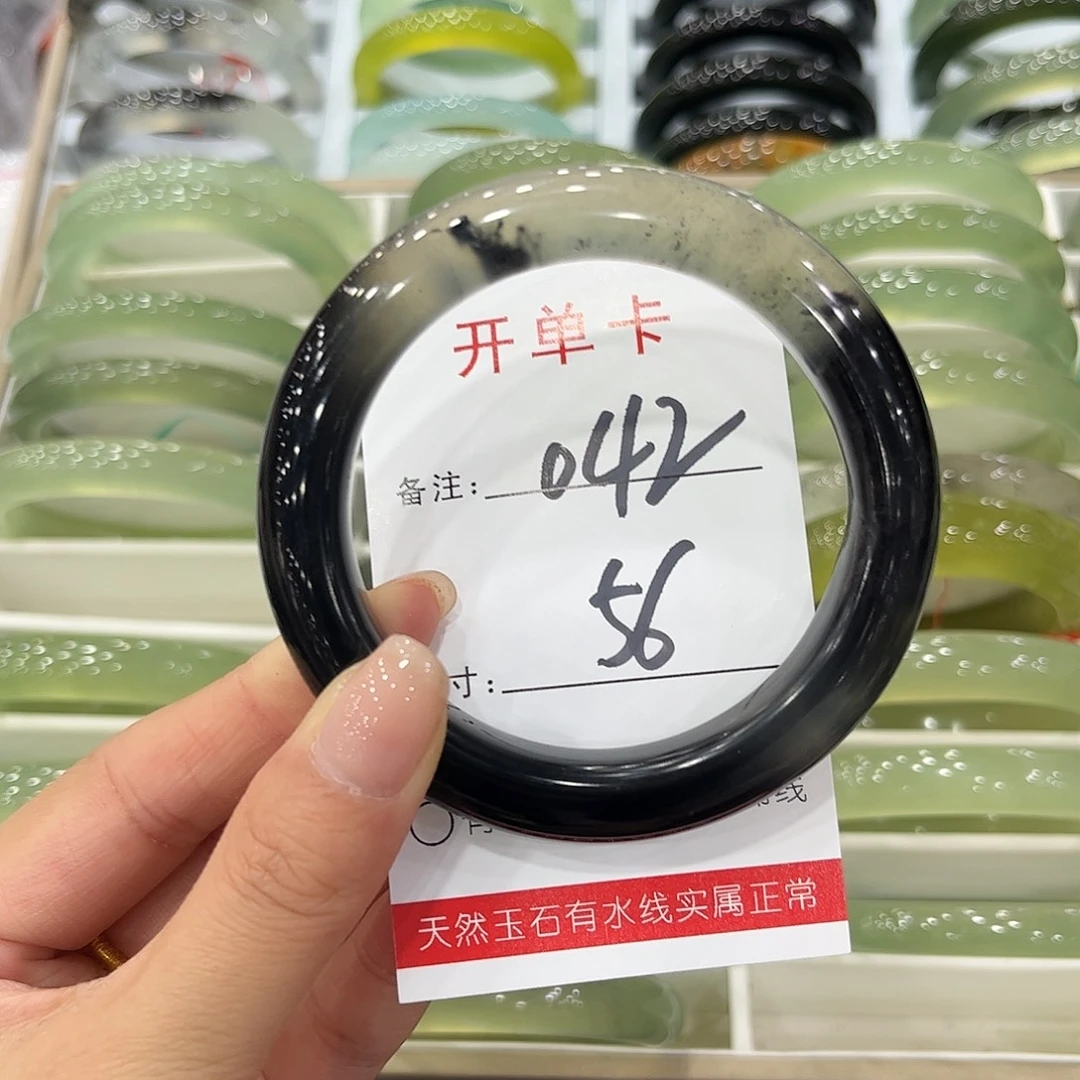 开单卡
备注: 042
寸: 56
线
天然玉石有水线实属正常